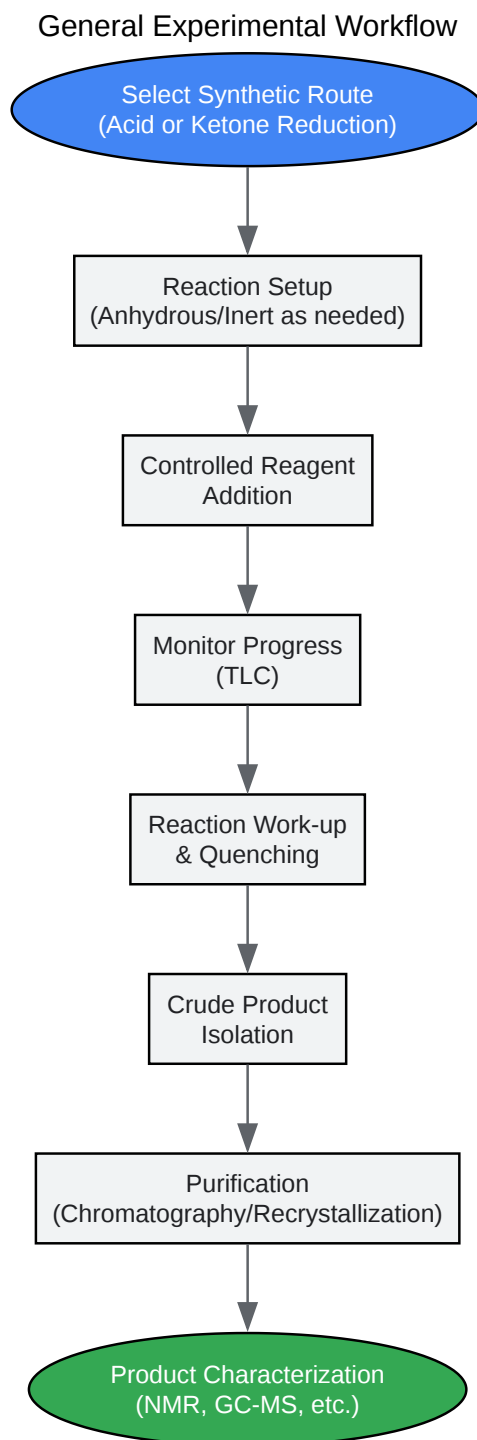 General Experimental Workflow
Select Synthetic Route
(Acid or Ketone Reduction)
Reaction Setup
(Anhydrous/Inert as needed)
Controlled Reagent
Addition
Monitor Progress
(TLC)
Reaction Work-up
& Quenching
Crude Product
Isolation
Purification
(Chromatography/Recrystallization)
Product Characterization
(NMR, GC-MS, etc.)